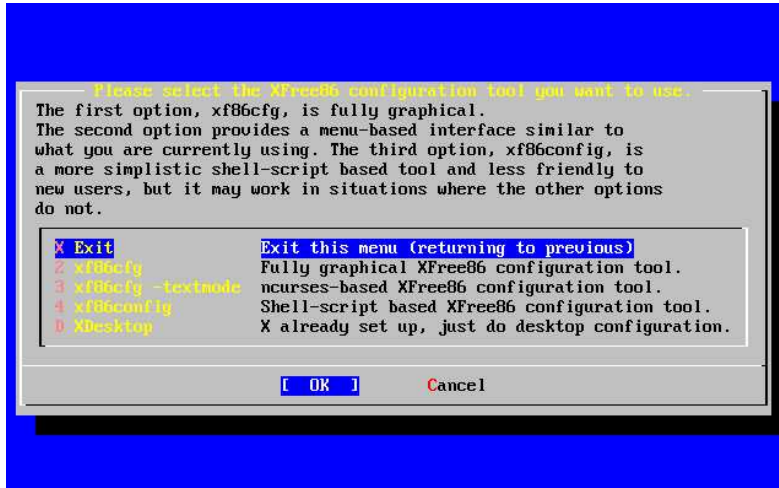 Please select the XFree86 configuration tool you want to use.
The first option, xf86cfg, is fully graphical.
The second option provides a menu-based interface similar to
what you are currently using. The third option, xf86config, is
a more simplistic shell-script based tool and less friendly to
new users, but it may work in situations where the other options
do not.
X Exit Exit this menu (returning to previous)
2 xf86cfg Fully graphical XFree86 configuration tool.
3 xf86cfg -textmode ncurses-based XFree86 configuration tool.
4 xf86config Shell-script based XFree86 configuration tool.
D XDesktop X already set up, just do desktop configuration.
[ OK ] Cancel